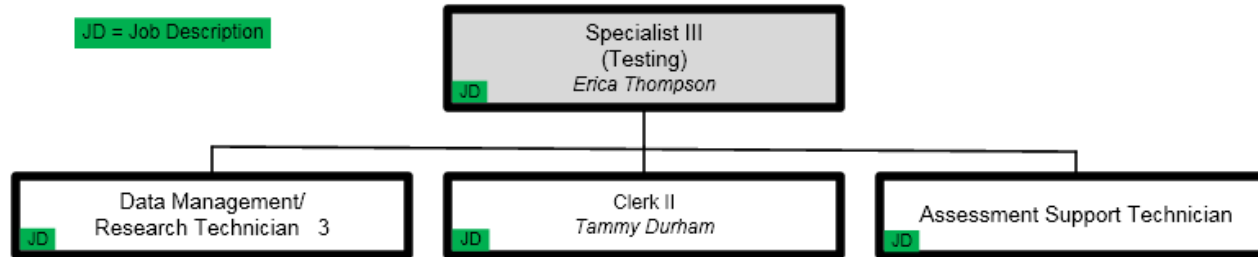 JD = Job Description
Specialist III
(Testing)
Erica Thompson
JD
Data Management/
Research Technician 3
JD
Clerk II
Tammy Durham
JD
Assessment Support Technician
JD